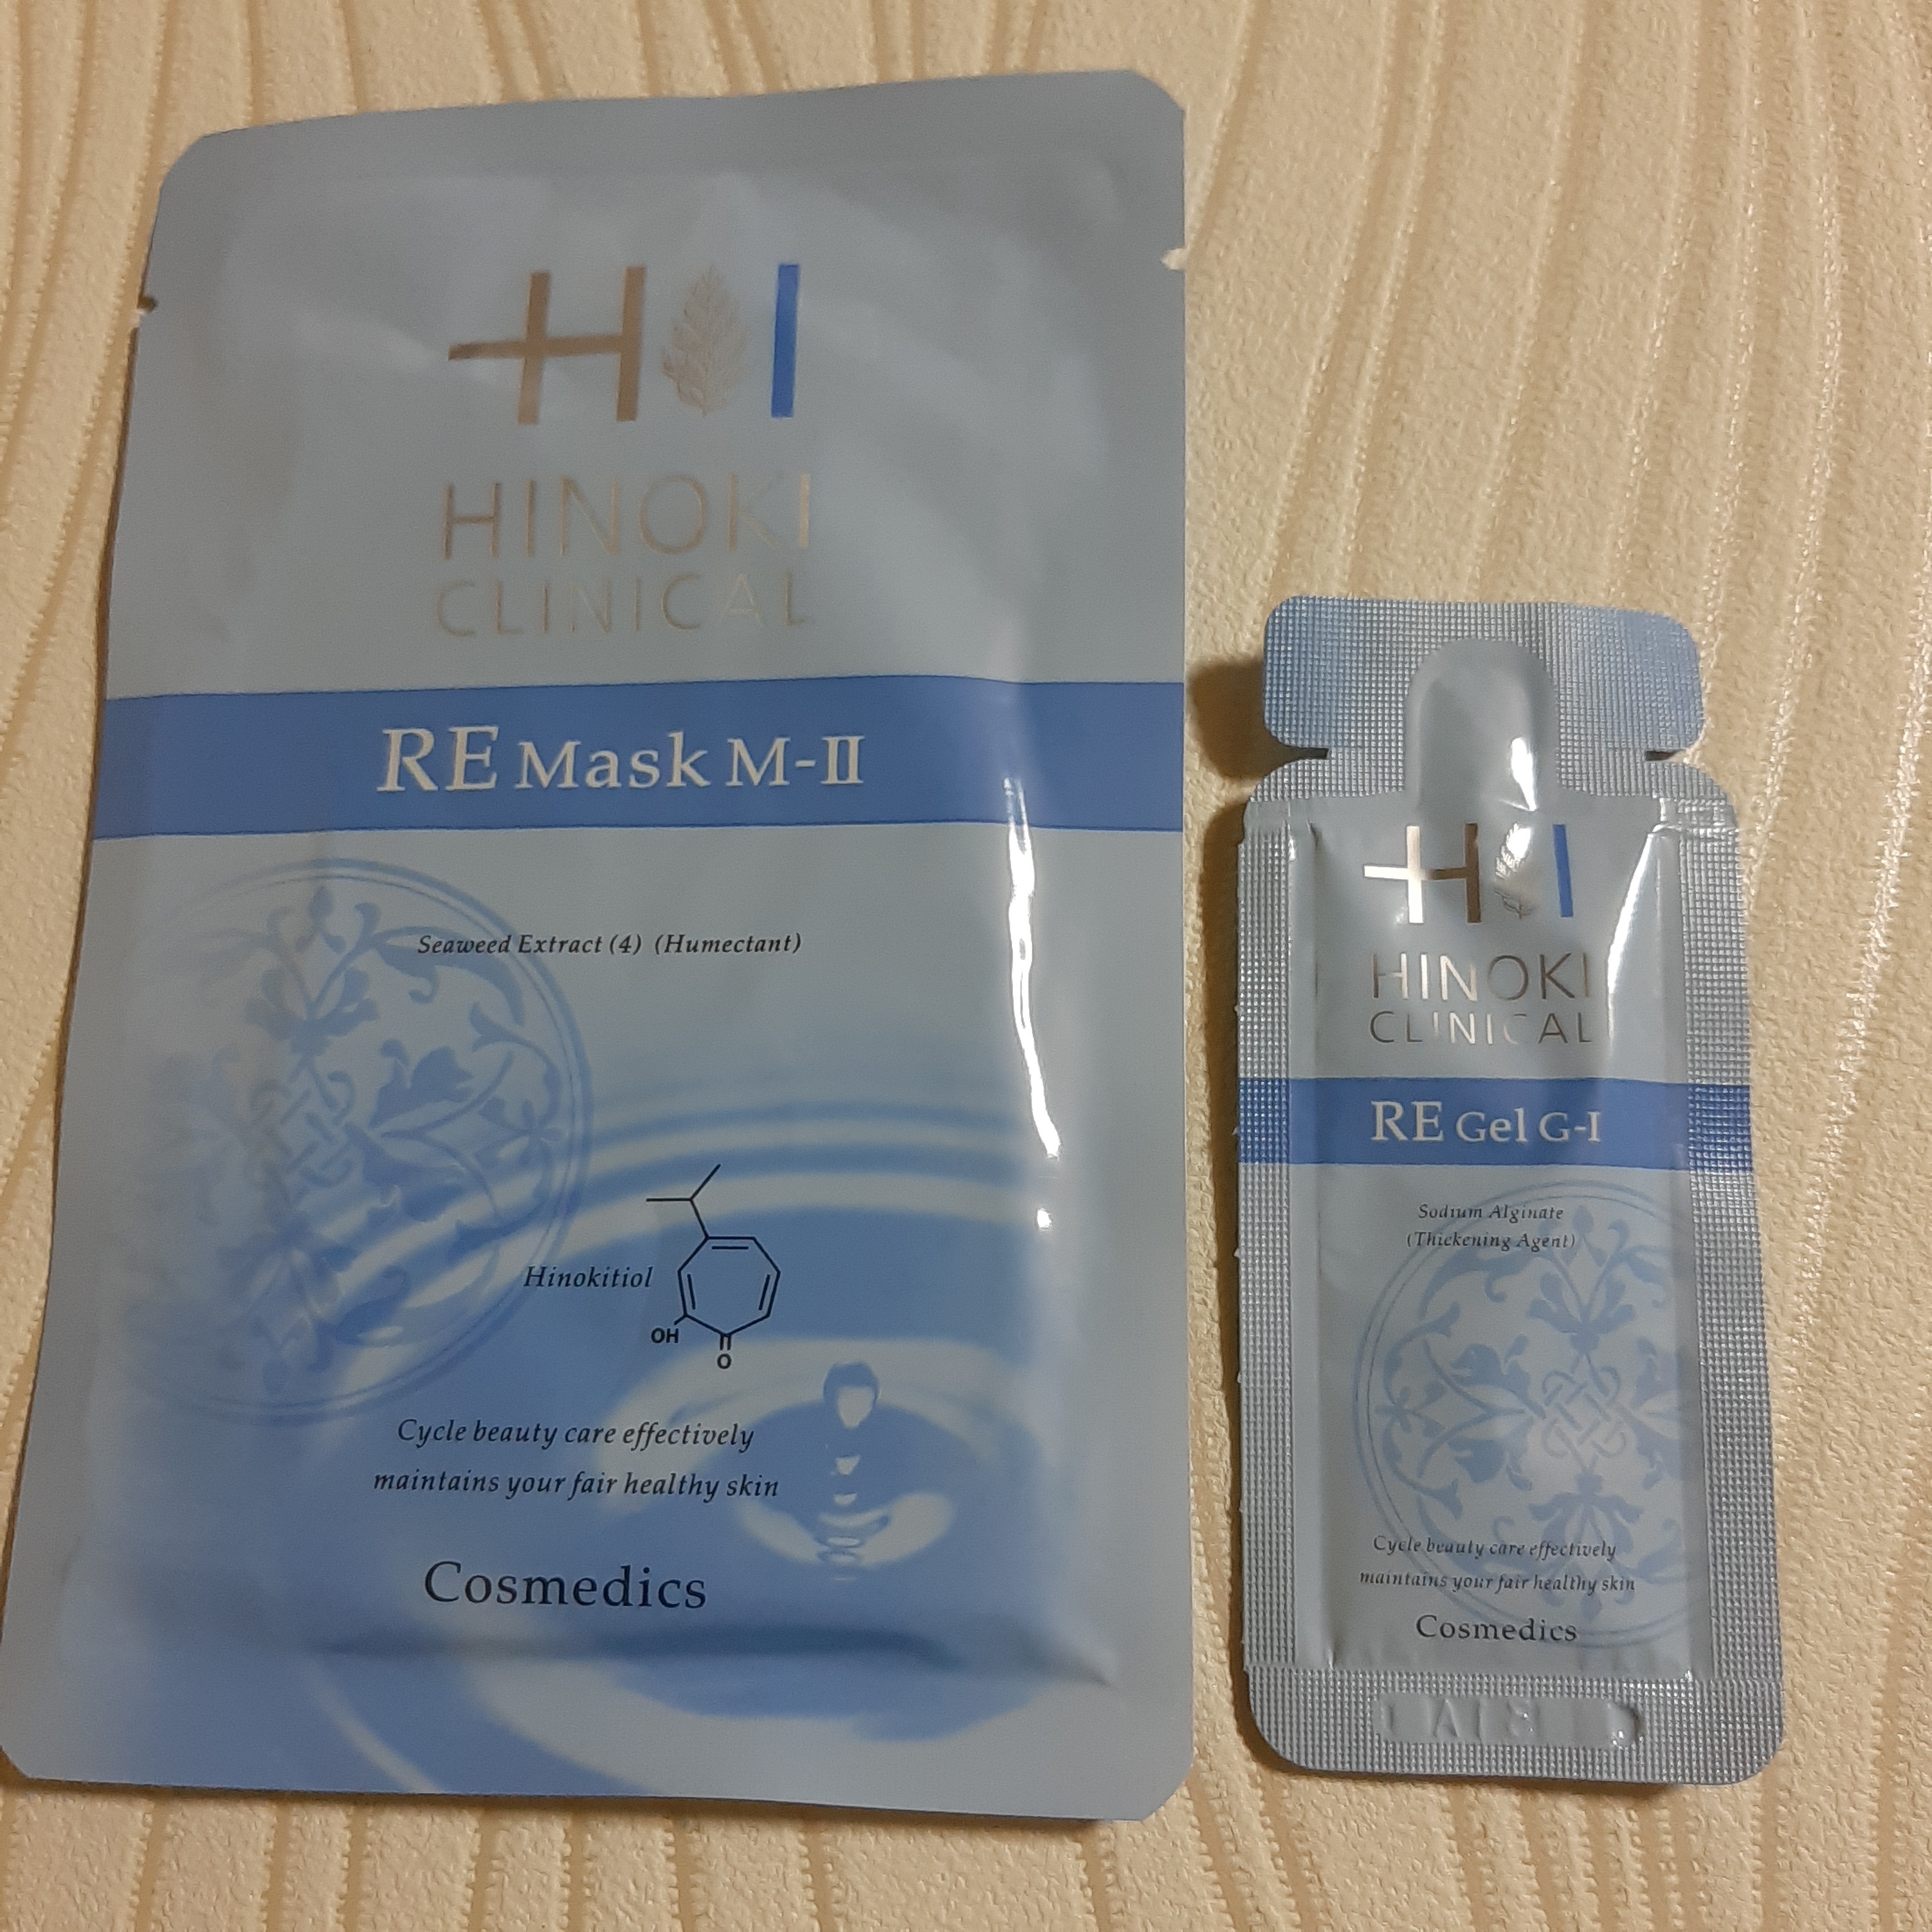 HI
HINOKI
CLINICAL
RE Mask M-II
Seaweed Extract (4) (Humectant)
Hinokitiol
OH
O
Cycle beauty care effectively
maintains your fair healthy skin
Cosmedics
HI
HINOKI
CLINICAL
RE Gel G-I
Sodium Alginate
(Thickening Agent)
Cycle beauty care effectively
maintains your fair healthy skin
Cosmedics